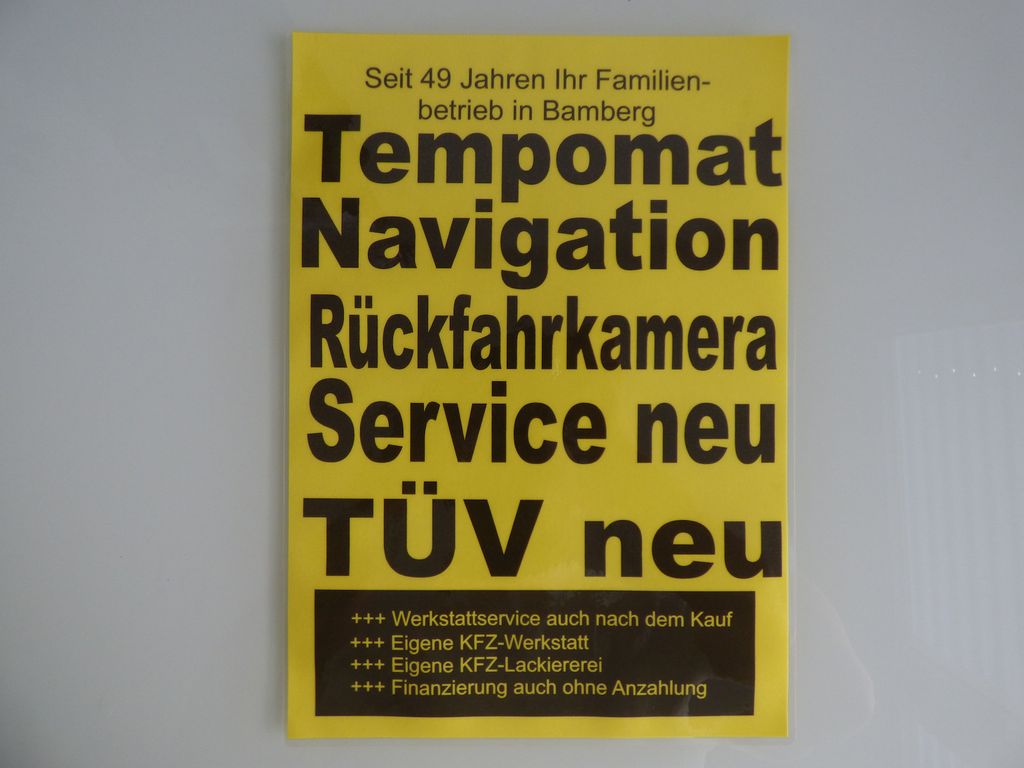 Seit 49 Jahren Ihr Familien-
betrieb in Bamberg
Tempomat
Navigation
Rückfahrkamera
Service neu
TÜV neu
+++ Werkstattservice auch nach dem Kauf
+++ Eigene KFZ-Werkstatt
+++ Eigene KFZ-Lackiererei
+++ Finanzierung auch ohne Anzahlung